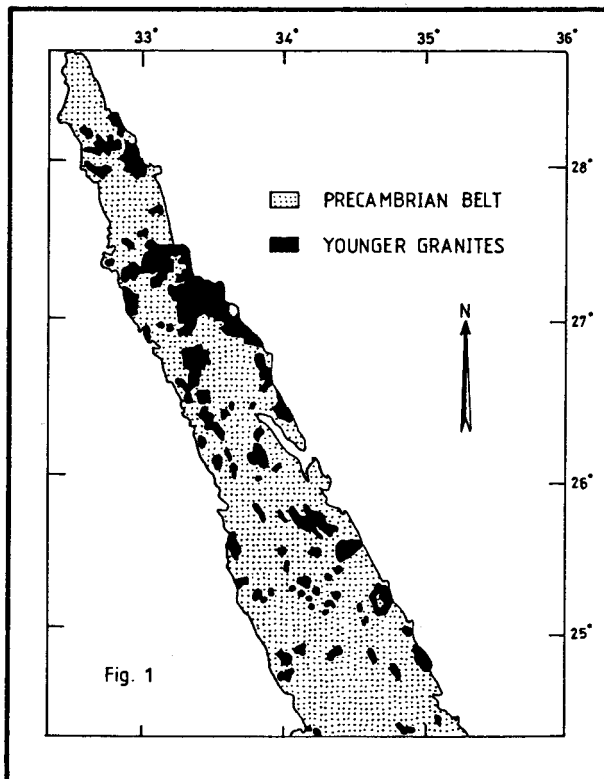 33° 34° 35° 36°
28°
PRECAMBRIAN BELT
YOUNGER GRANITES
N
27°
26°
25°
Fig. 1